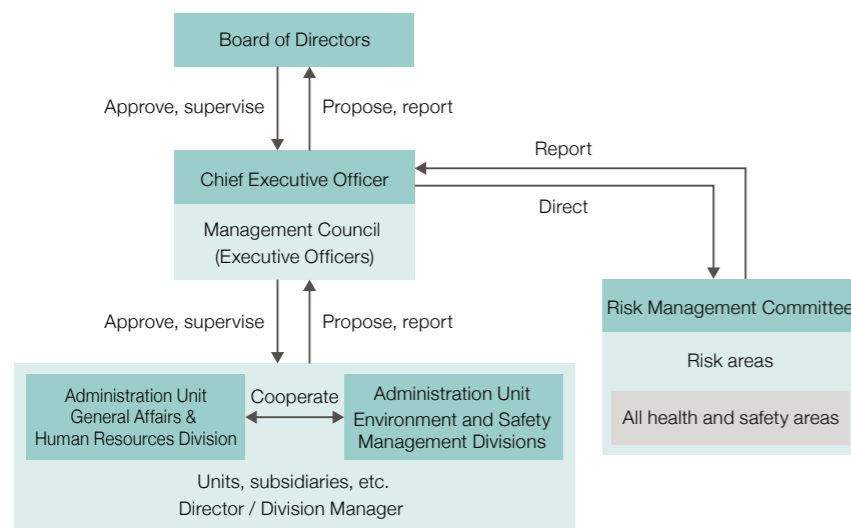 Board of Directors
Approve, supervise
Propose, report
Chief Executive Officer
Management Council
(Executive Officers)
Report
Direct
Approve, supervise
Propose, report
Risk Management Committee
Risk areas
All health and safety areas
Administration Unit
General Affairs &
Human Resources Division
Cooperate
Administration Unit
Environment and Safety
Management Divisions
Units, subsidiaries, etc.
Director / Division Manager